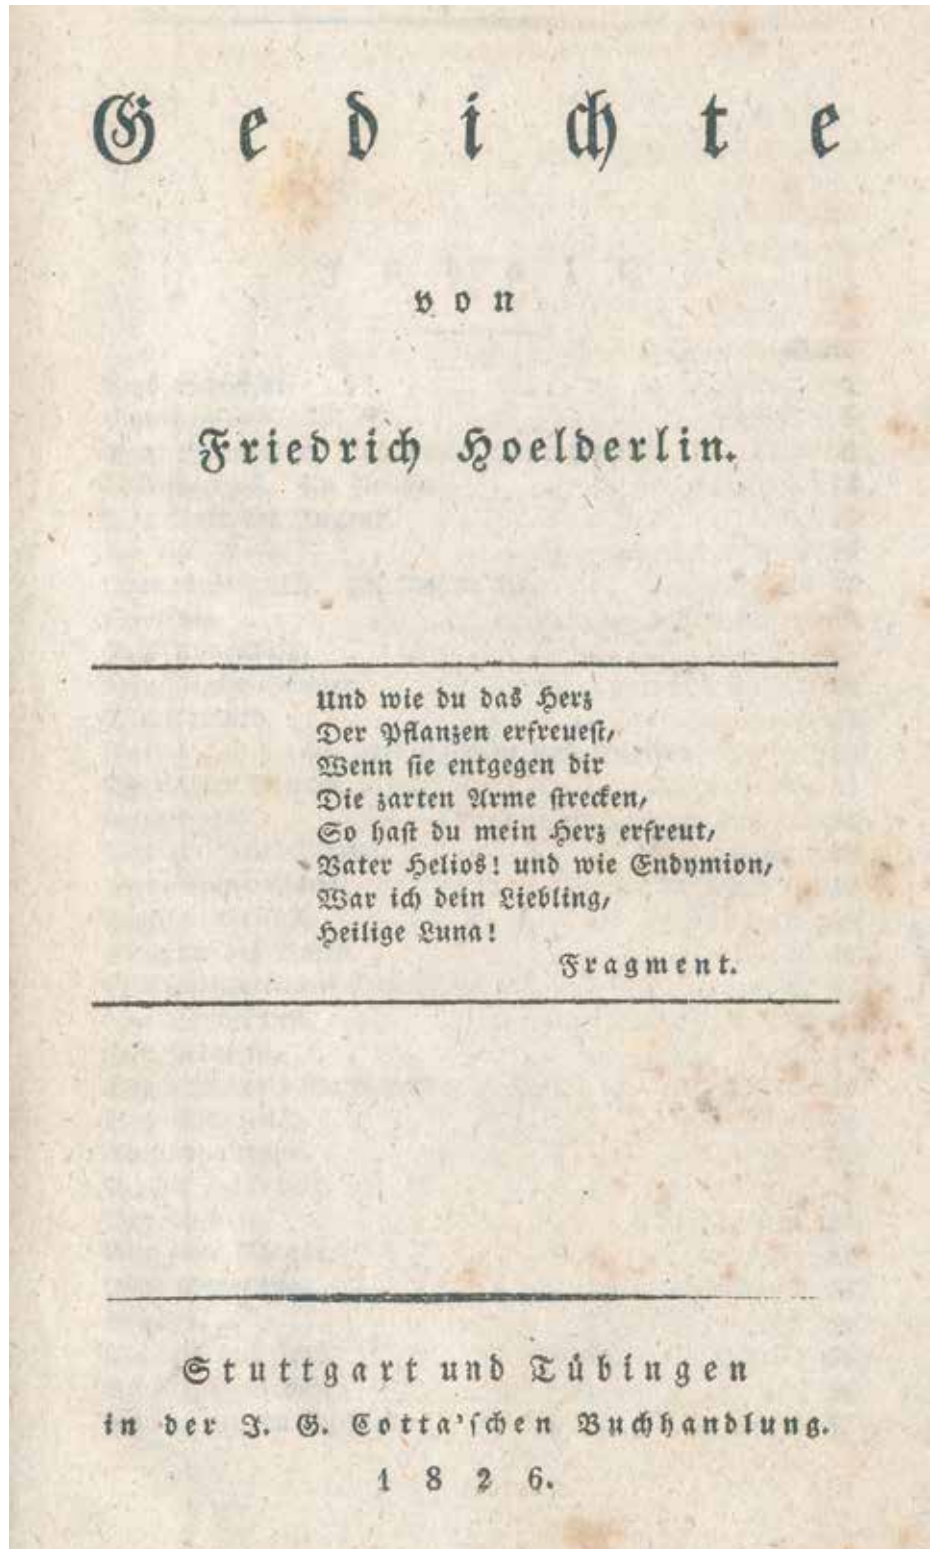 Gedichte
von
Friedrich Hoelderlin.
Und wie du das Herz
Der Pflanzen erfreuest,
Wenn sie entgegen dir
Die zarten Arme strecken,
So hast du mein Herz erfreut,
Vater Helios! und wie Endymion,
War ich dein Liebling,
Heilige Luna!
Fragment.
Stuttgart und Tübingen
in der J. G. Cotta'schen Buchhandlung.
1826.